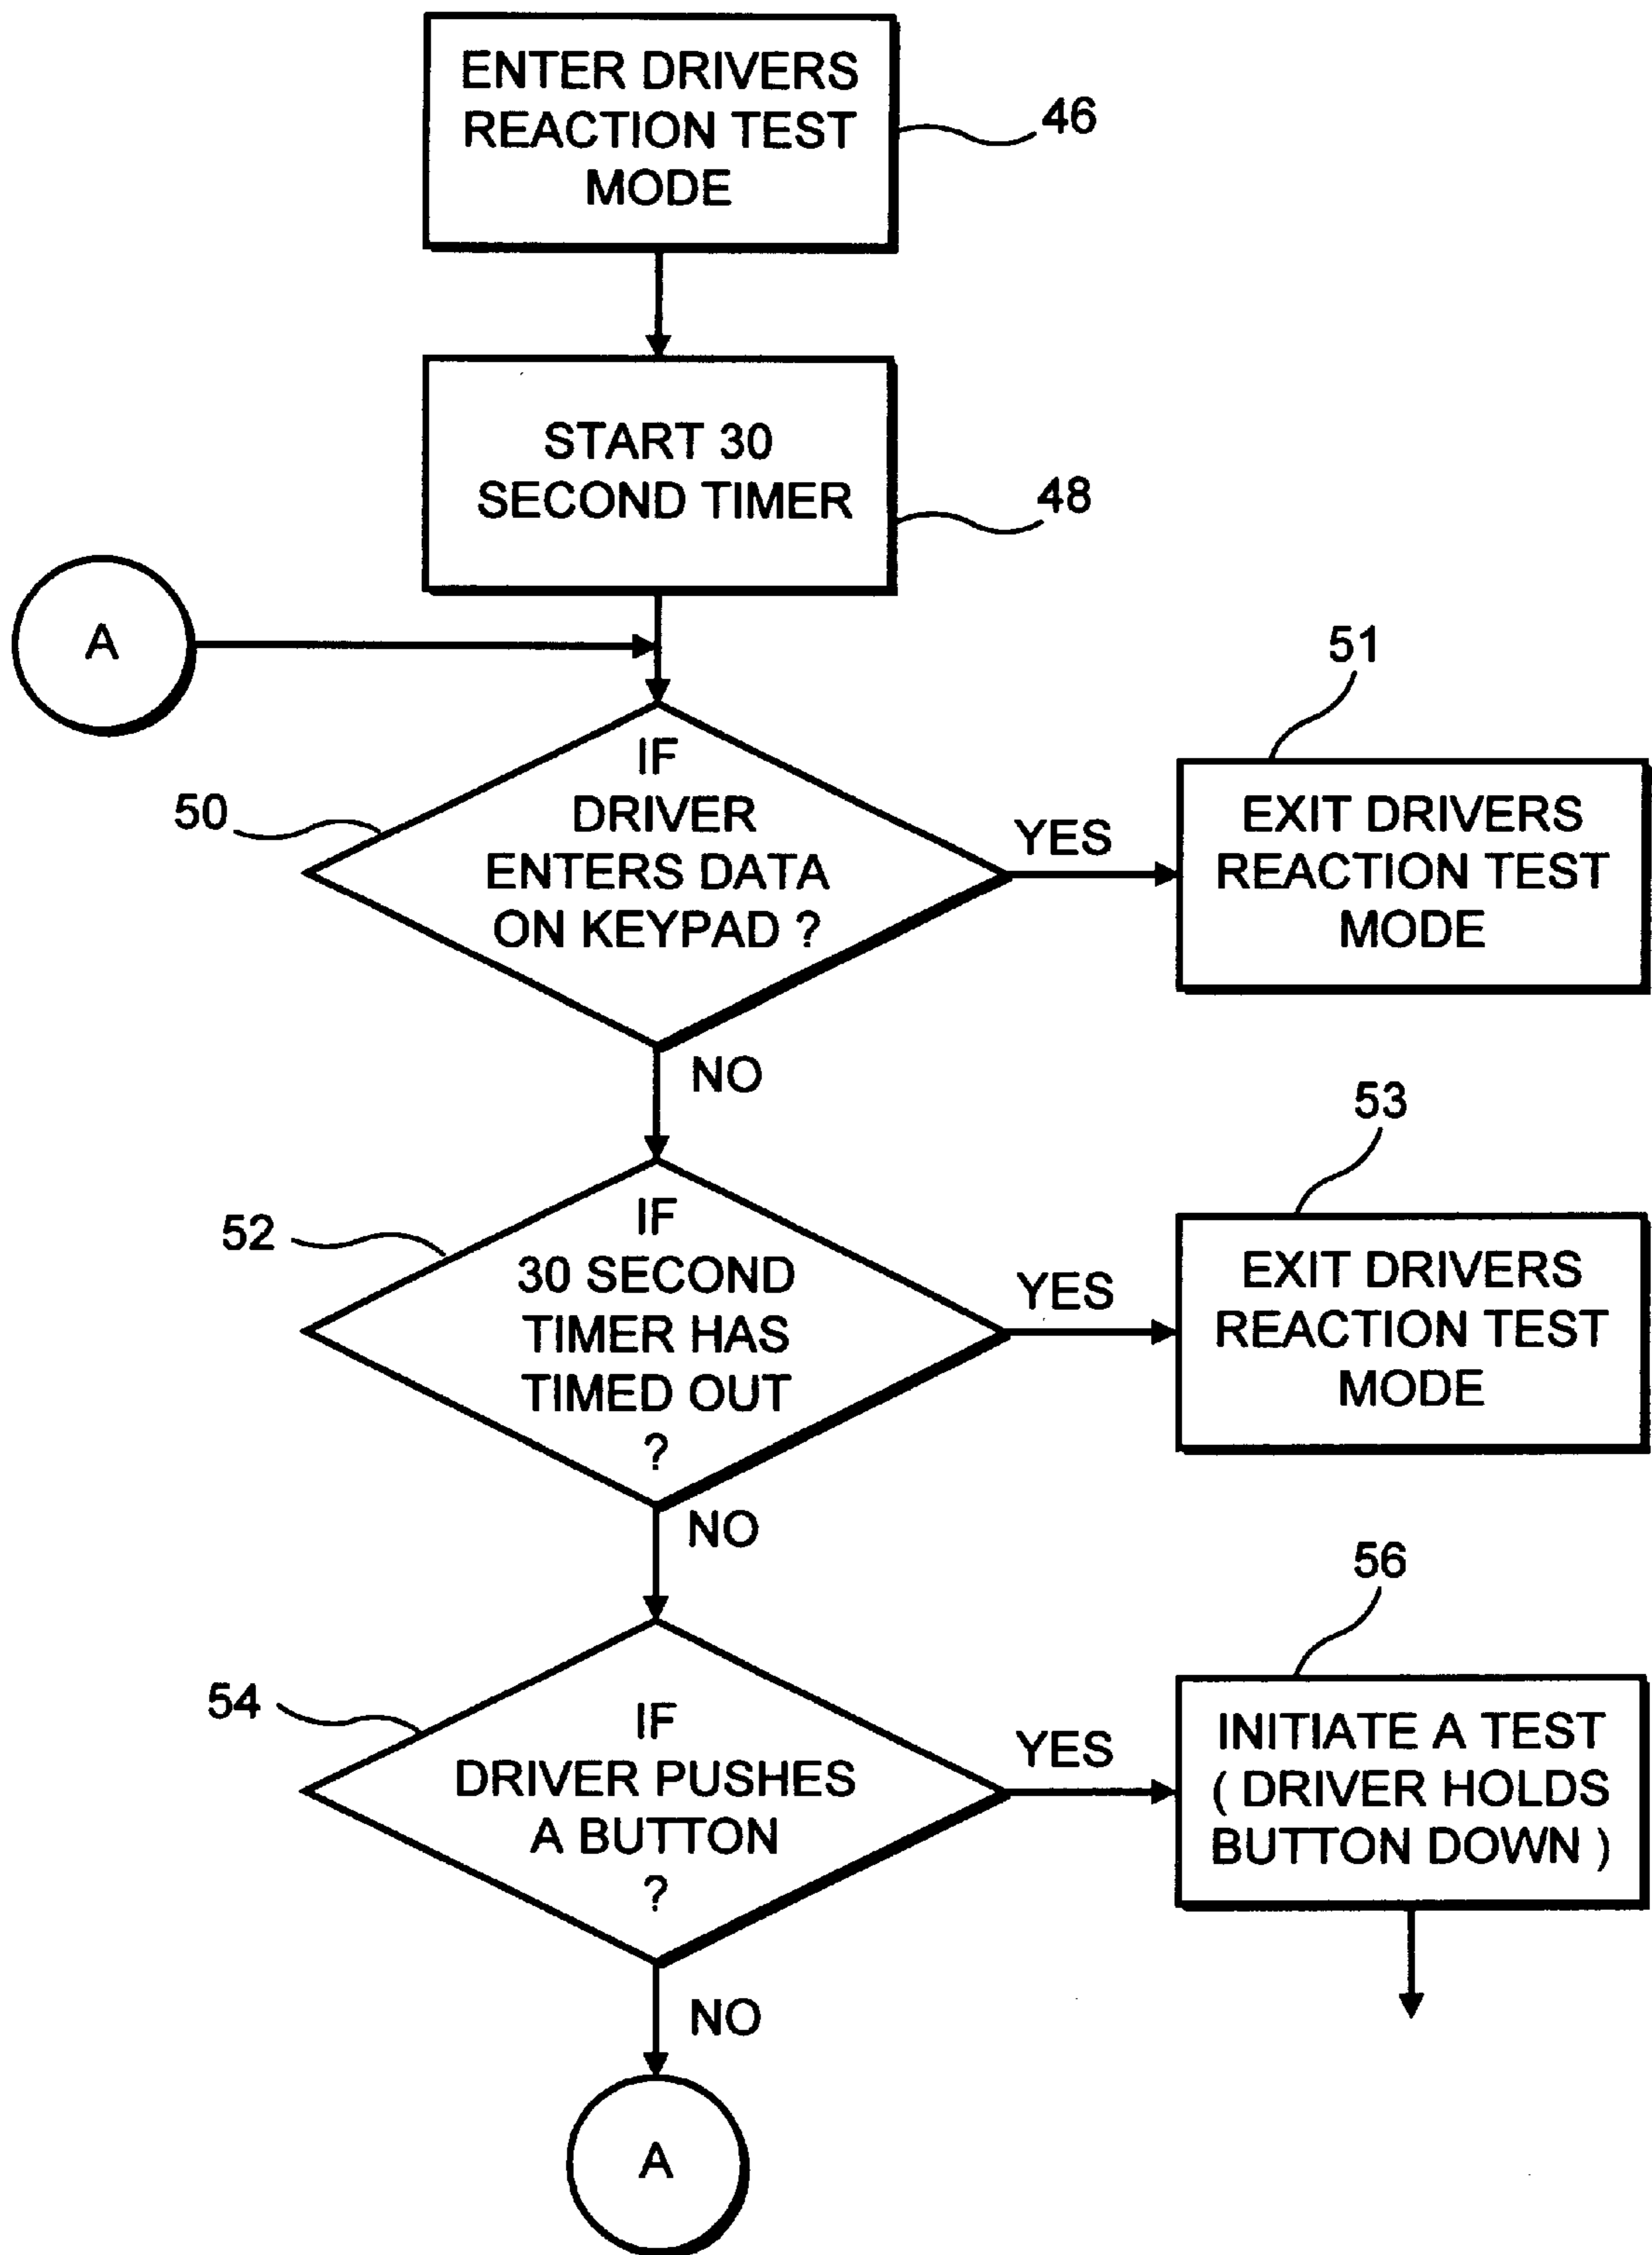 ENTER DRIVERS
REACTION TEST
MODE
46
START 30
SECOND TIMER
48
A
IF
DRIVER
ENTERS DATA
ON KEYPAD ?
50
YES
51
EXIT DRIVERS
REACTION TEST
MODE
NO
IF
30 SECOND
TIMER HAS
TIMED OUT
?
52
YES
53
EXIT DRIVERS
REACTION TEST
MODE
NO
IF
DRIVER PUSHES
A BUTTON
?
54
YES
56
INITIATE A TEST
( DRIVER HOLDS
BUTTON DOWN )
NO
A